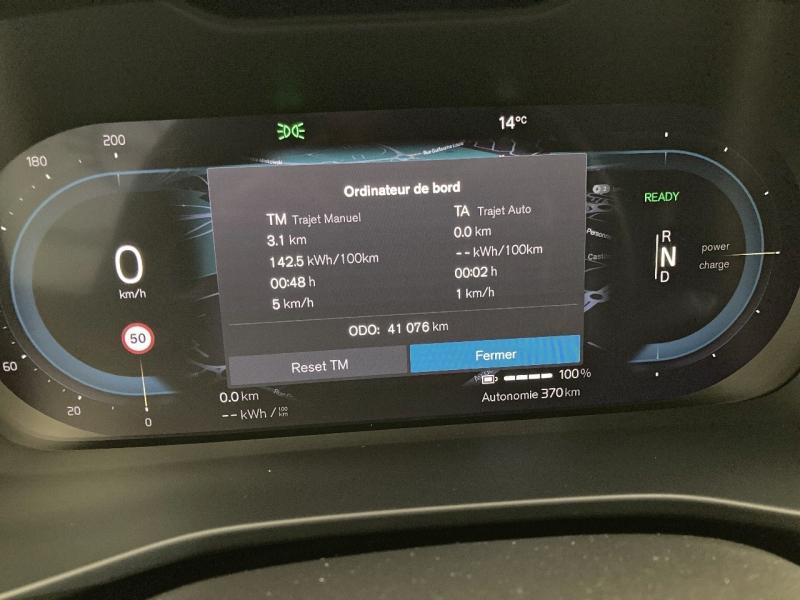 200
14°C
180
Rue Guillaume Louis
Ordinateur de bord
TM Trajet Manuel
TA Trajet Auto
3.1 km
0.0 km
142.5 kWh/100km
-- kWh/100km
00:48 h
00:02 h
5 km/h
1 km/h
ODO: 41 076 km
Reset TM
Fermer
READY
R
N
D
power
charge
0
km/h
50
60
20
0
0.0 km
-- kWh / 100 km
100%
Autonomie 370 km